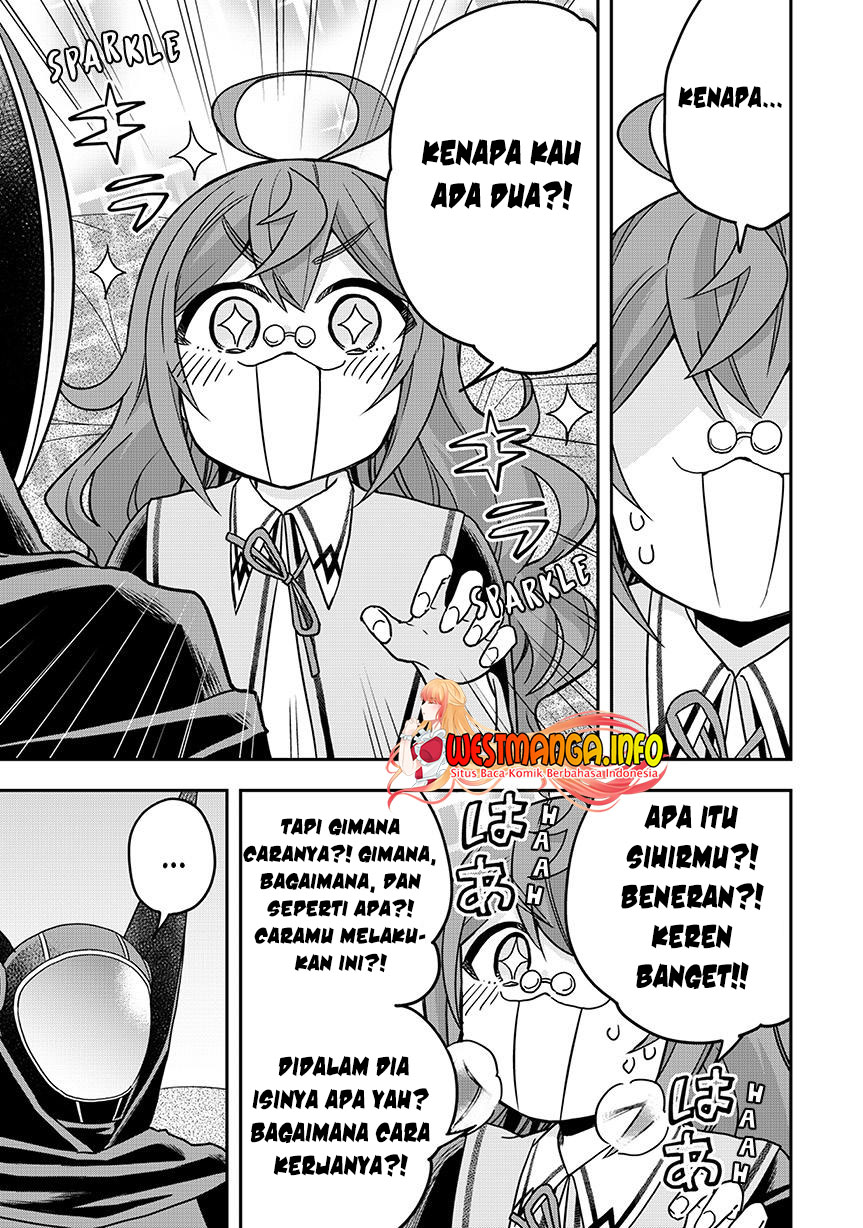 KENAPA...
KENAPA KAU
ADA DUA?!
SPARKLE
キラ
キラ
SPARKLE
WESTMANGA.INFO
SITUS BACA KOMIK BERBAHASA INDONESIA
APA ITU
SIHIRMU?!
BENERAN?!
KEREN
BANGET!!
HAAH
はあ
はあ
HAAH
TAPI GIMANA
CARANYA?! GIMANA,
BAGAIMANA, DAN
SEPERTI APA?!
CARAMU MELAKU-
KAN INI?!
DIDALAM DIA
ISINYA APA YAH?
BAGAIMANA CARA
KERJANYA?!
...